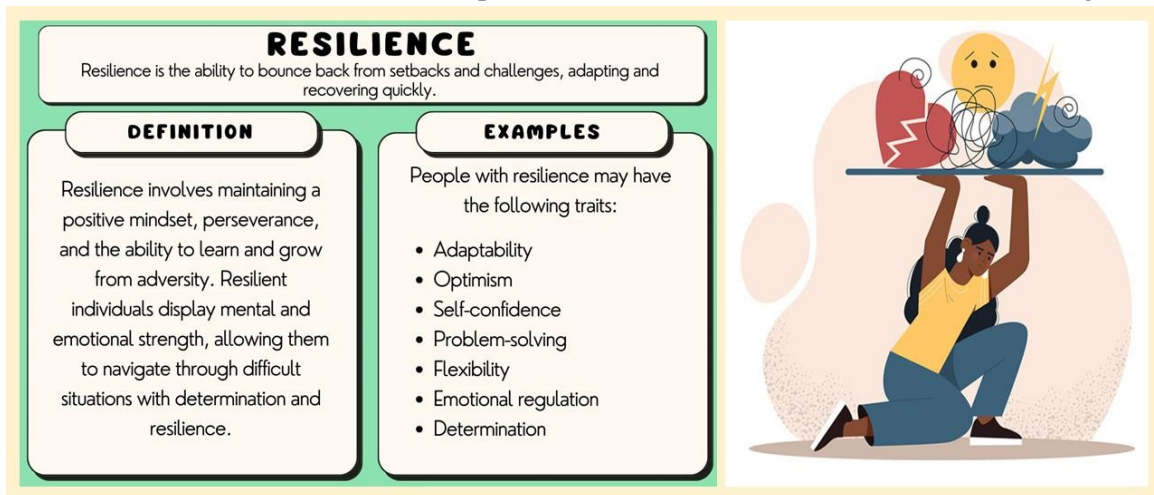 RESILIENCE
Resilience is the ability to bounce back from setbacks and challenges, adapting and
recovering quickly.
DEFINITION
Resilience involves maintaining a
positive mindset, perseverance,
and the ability to learn and grow
from adversity. Resilient
individuals display mental and
emotional strength, allowing them
to navigate through difficult
situations with determination and
resilience.
EXAMPLES
People with resilience may have
the following traits:
• Adaptability
• Optimism
• Self-confidence
• Problem-solving
• Flexibility
• Emotional regulation
• Determination